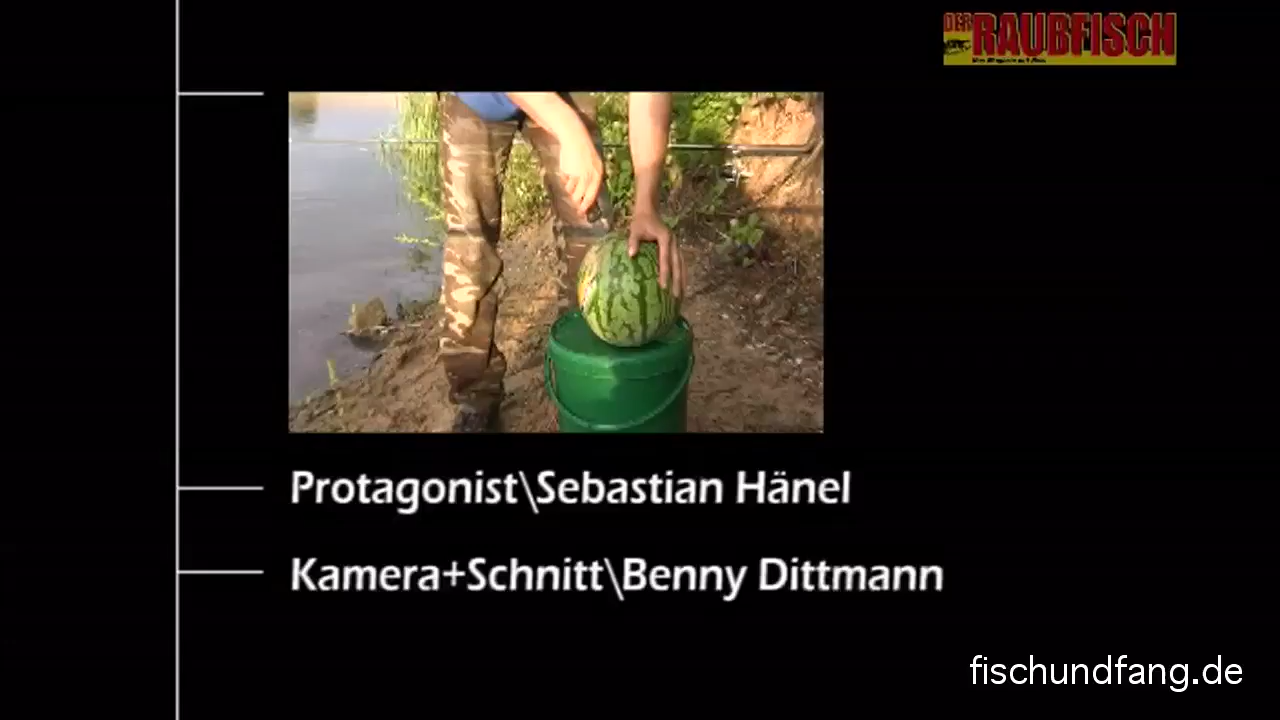 DER RAUBFISCH
Protagonist\Sebastian Hänel
Kamera+Schnitt\Benny Dittmann
fischundfang.de